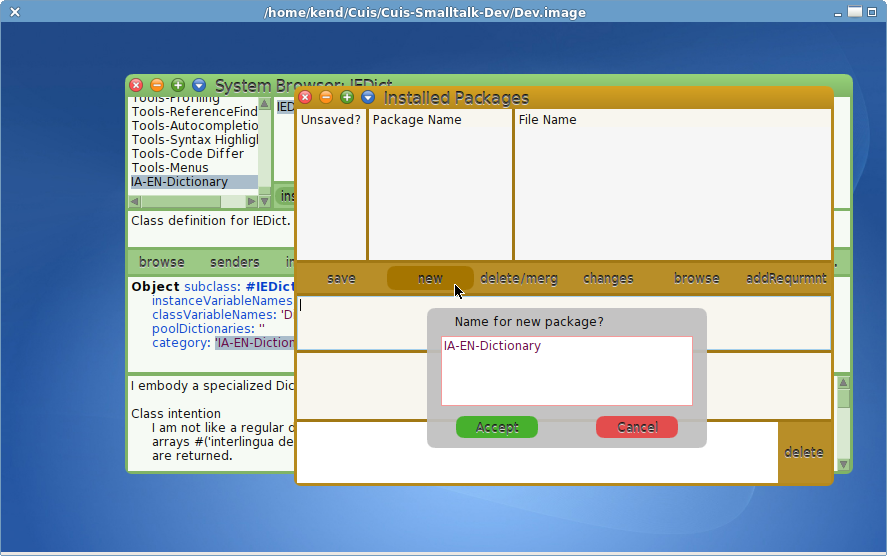 /home/kend/Cuis/Cuis-Smalltalk-Dev/Dev.image
System Browser: IEDict
Tools-Profiling
Tools-ReferenceFind
Tools-Autocompletio
Tools-Syntax Highligh
Tools-Code Differ
Tools-Menus
IA-EN-Dictionary
IED
ins
Class definition for IEDict.
browse senders in
Object subclass: #IEDict
instanceVariableNames
classVariableNames: 'D
poolDictionaries: ''
category: 'IA-EN-Diction
I embody a specialized Dic
Class intention
I am not like a regular d
arrays #('interlingua de
are returned.
Installed Packages
Unsaved? Package Name File Name
save new delete/merg changes browse addRequrmnt
Name for new package?
IA-EN-Dictionary
Accept Cancel
delete